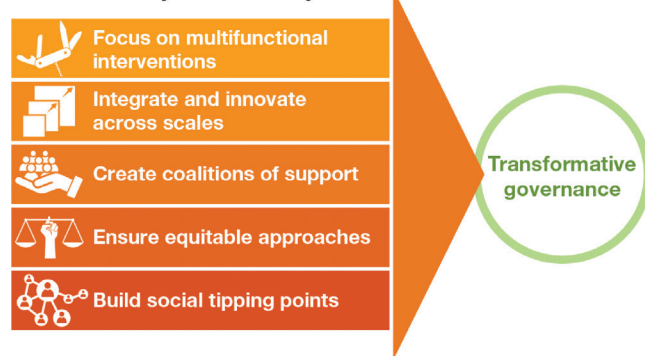 Focus on multifunctional
interventions
Integrate and innovate
across scales
Create coalitions of support
Ensure equitable approaches
Build social tipping points
Transformative
governance